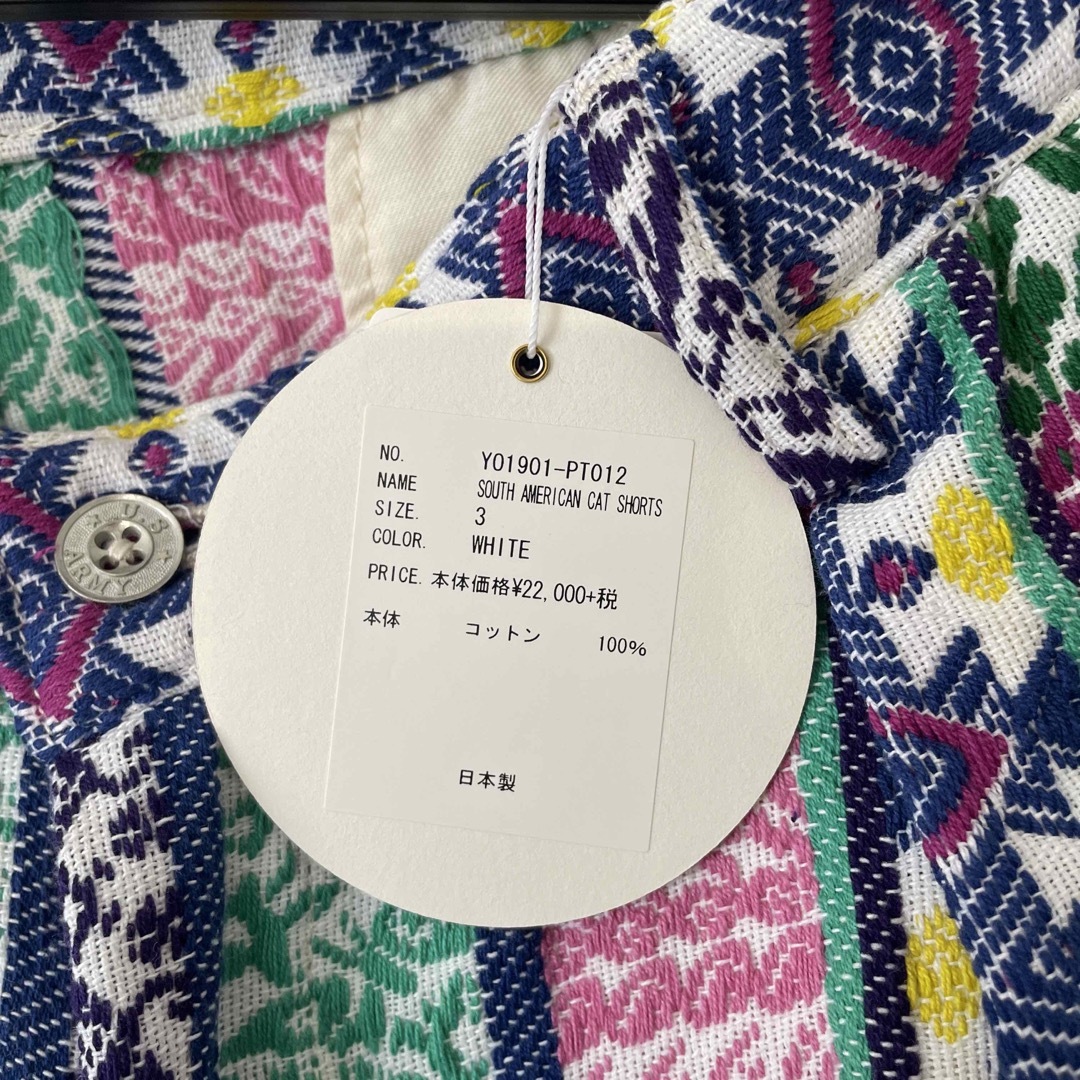 NO. Y01901-PT012
NAME SOUTH AMERICAN CAT SHORTS
SIZE. 3
COLOR. WHITE
PRICE. 本体価格¥22,000+税
本体 コットン 100%
日本製
U.S
ARMY